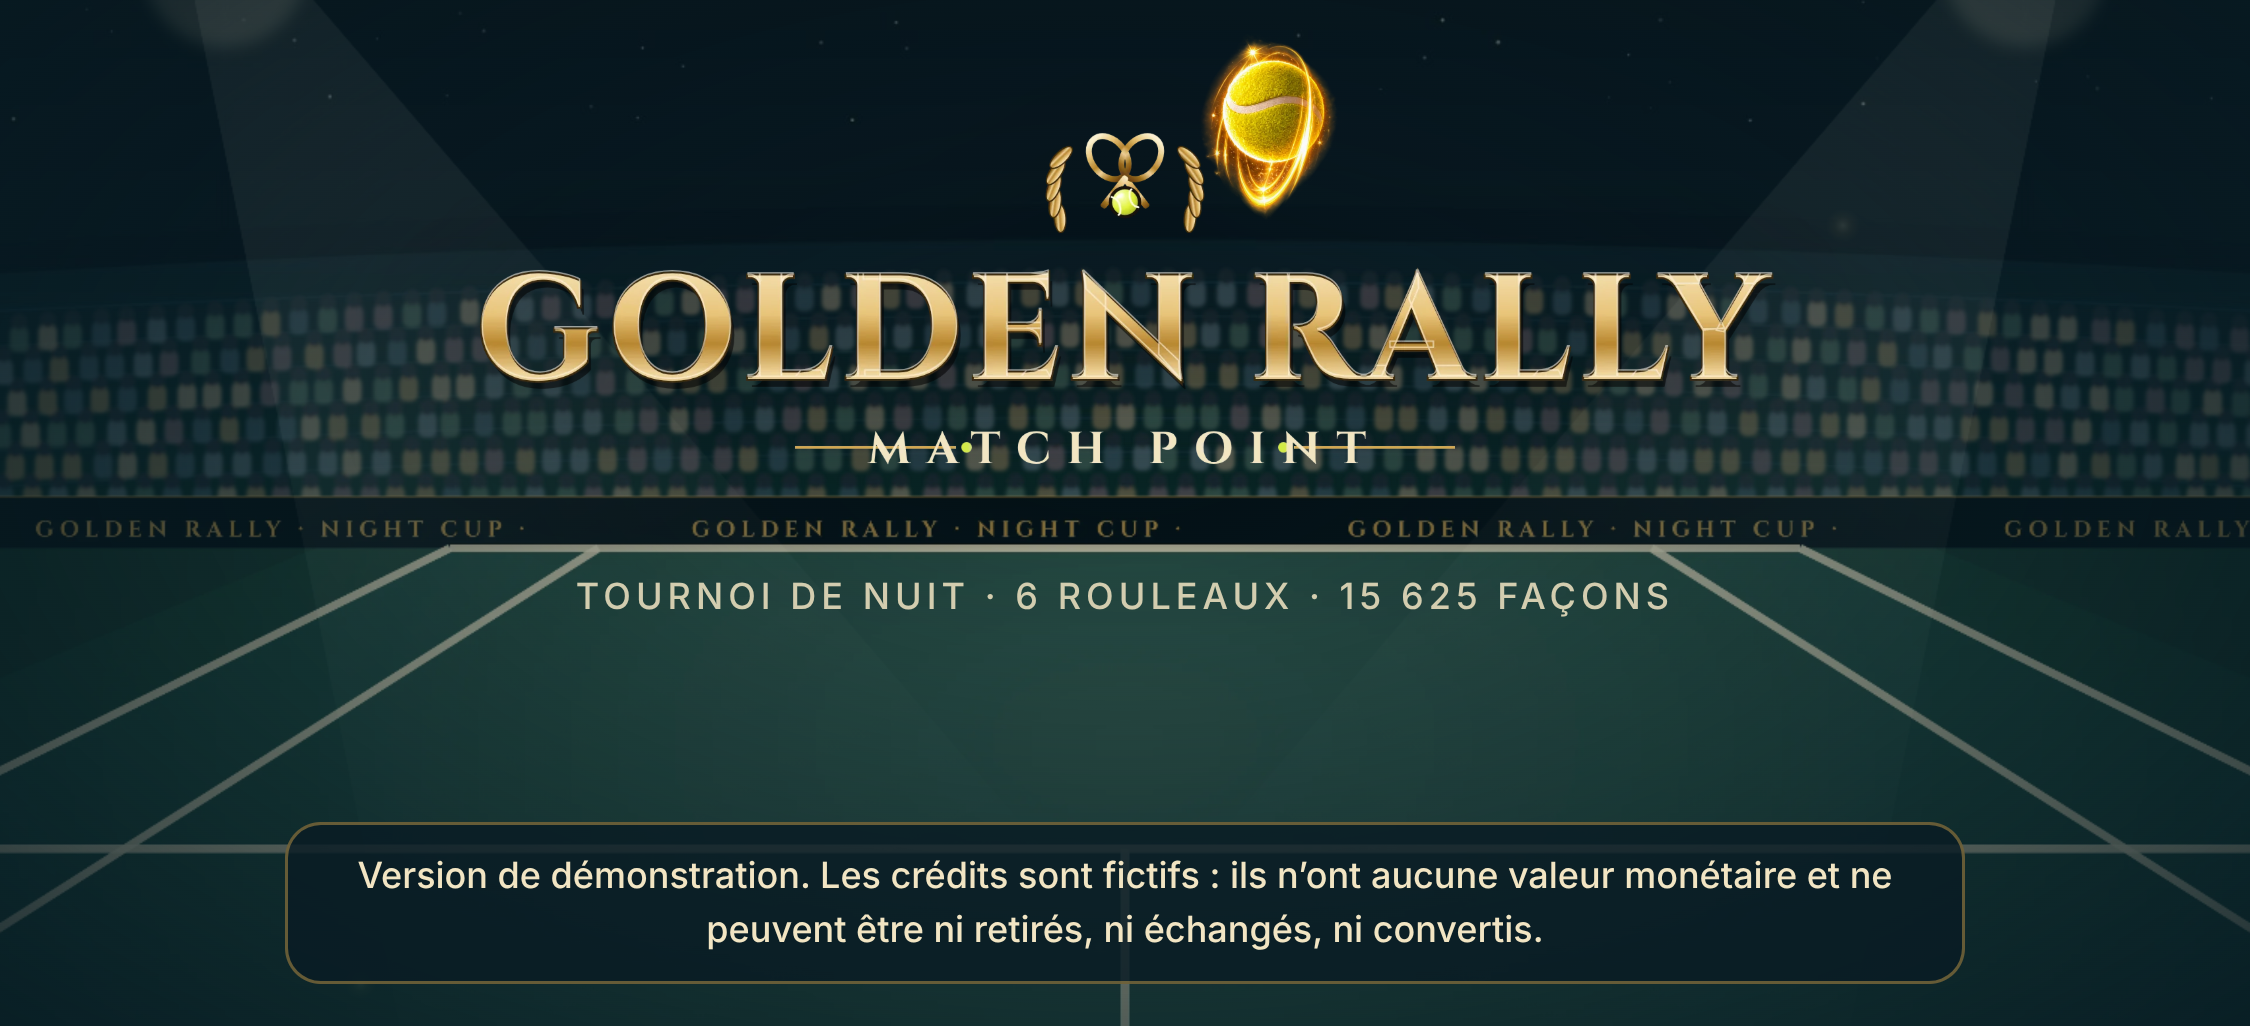 GOLDEN RALLY
MATCH POINT
GOLDEN RALLY · NIGHT CUP · GOLDEN RALLY · NIGHT CUP · GOLDEN RALLY · NIGHT CUP · GOLDEN RALLY
TOURNOI DE NUIT · 6 ROULEAUX · 15 625 FAÇONS
Version de démonstration. Les crédits sont fictifs : ils n’ont aucune valeur monétaire et ne
peuvent être ni retirés, ni échangés, ni convertis.